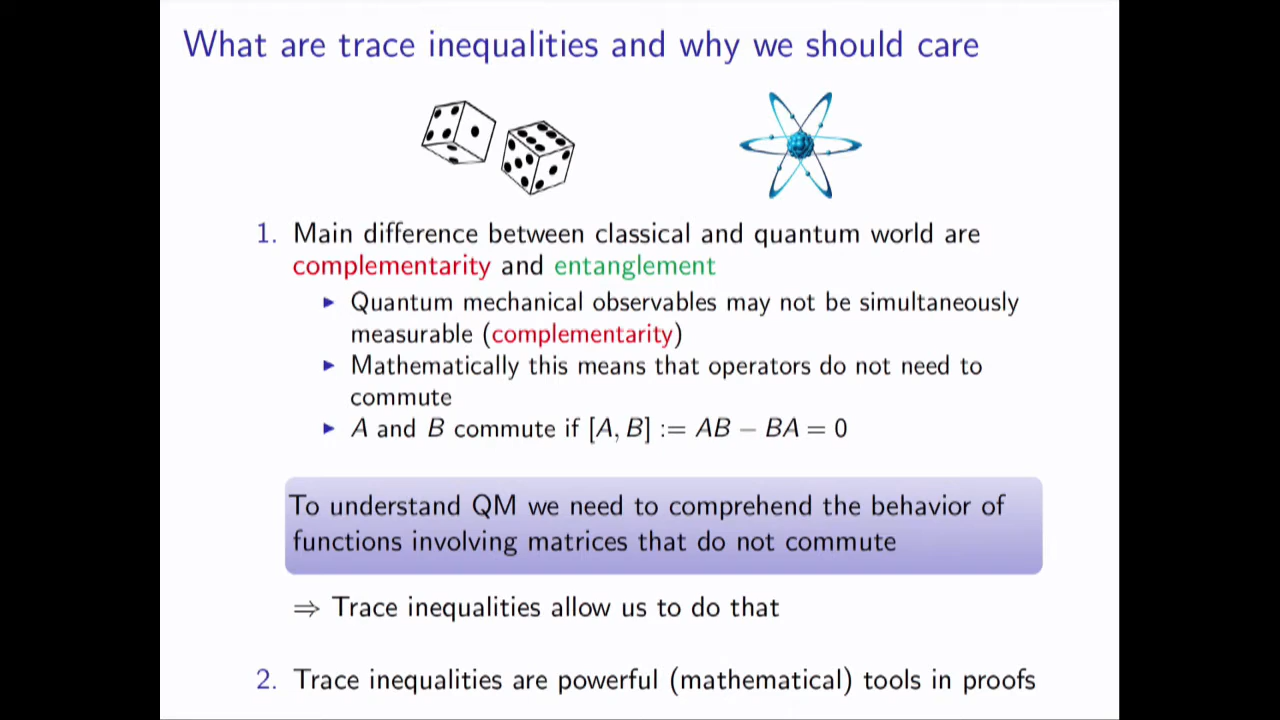 What are trace inequalities and why we should care
1. Main difference between classical and quantum world are
complementarity and entanglement
▶ Quantum mechanical observables may not be simultaneously
measurable (complementarity)
▶ Mathematically this means that operators do not need to
commute
▶ A and B commute if [A, B] := AB − BA = 0
To understand QM we need to comprehend the behavior of
functions involving matrices that do not commute
⇒ Trace inequalities allow us to do that
2. Trace inequalities are powerful (mathematical) tools in proofs